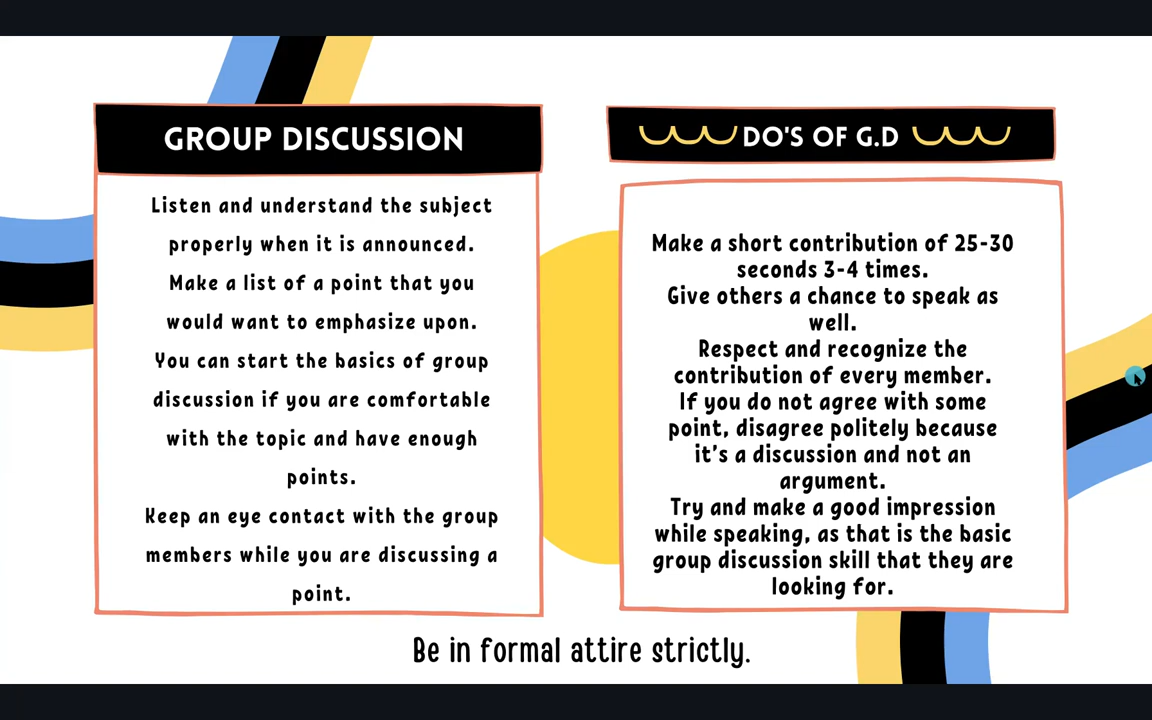 GROUP DISCUSSION
Listen and understand the subject
properly when it is announced.
Make a list of a point that you
would want to emphasize upon.
You can start the basics of group
discussion if you are comfortable
with the topic and have enough
points.
Keep an eye contact with the group
members while you are discussing a
point.
DO'S OF G.D
Make a short contribution of 25-30
seconds 3-4 times.
Give others a chance to speak as
well.
Respect and recognize the
contribution of every member.
If you do not agree with some
point, disagree politely because
it's a discussion and not an
argument.
Try and make a good impression
while speaking, as that is the basic
group discussion skill that they are
looking for.
Be in formal attire strictly.